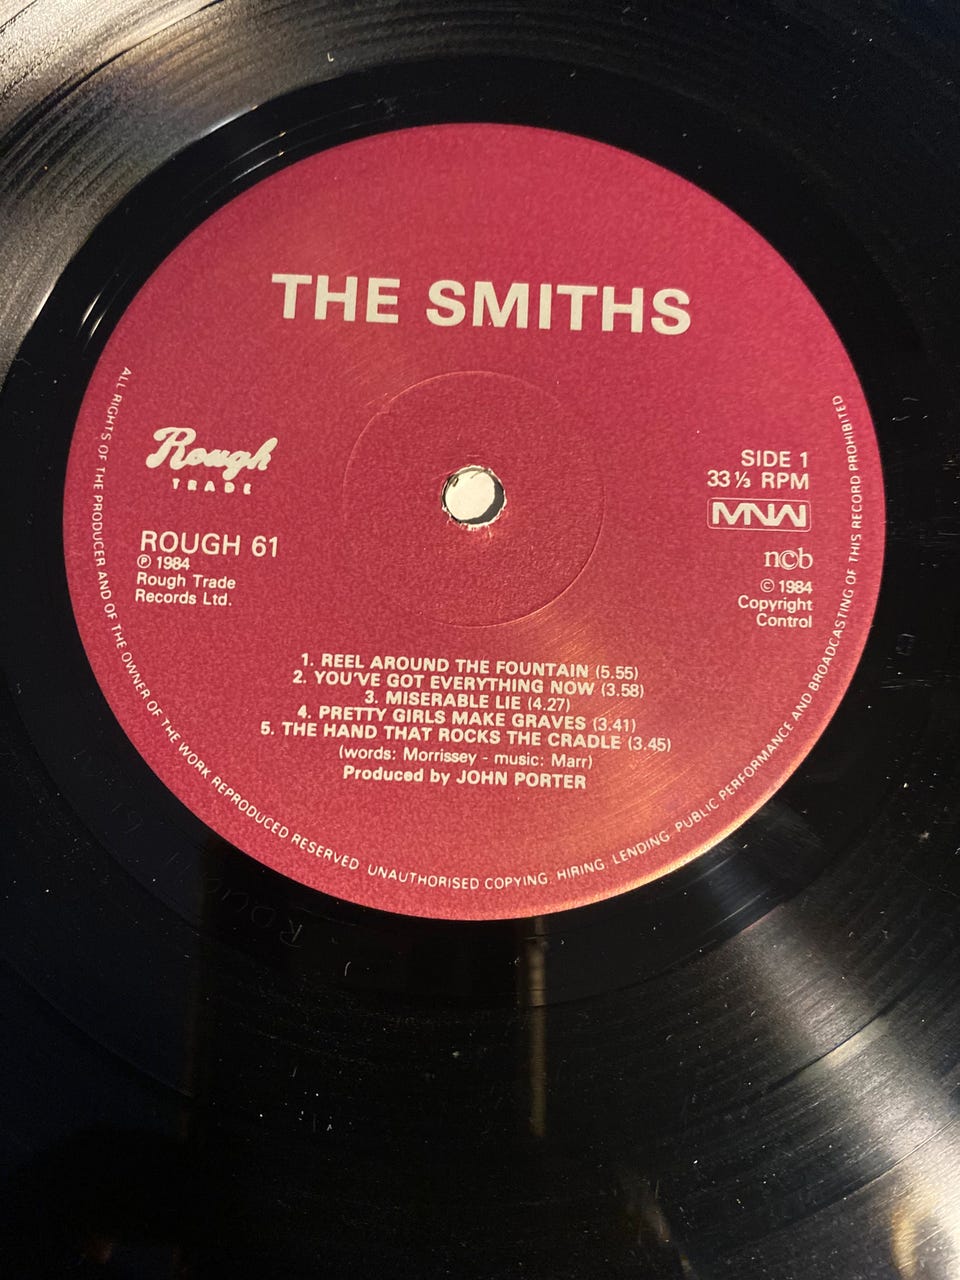 THE SMITHS
Rough
TRADE
ROUGH 61
℗ 1984
Rough Trade
Records Ltd.
SIDE 1
33⅓ RPM
MNW
ncb
© 1984
Copyright
Control
1. REEL AROUND THE FOUNTAIN (5.55)
2. YOU'VE GOT EVERYTHING NOW (3.58)
3. MISERABLE LIE (4.27)
4. PRETTY GIRLS MAKE GRAVES (3.41)
5. THE HAND THAT ROCKS THE CRADLE (3.45)
(words: Morrissey - music: Marr)
Produced by JOHN PORTER
ALL RIGHTS OF THE PRODUCER AND OF THE OWNER OF THE WORK REPRODUCED RESERVED. UNAUTHORISED COPYING, HIRING, LENDING, PUBLIC PERFORMANCE AND BROADCASTING OF THIS RECORD PROHIBITED